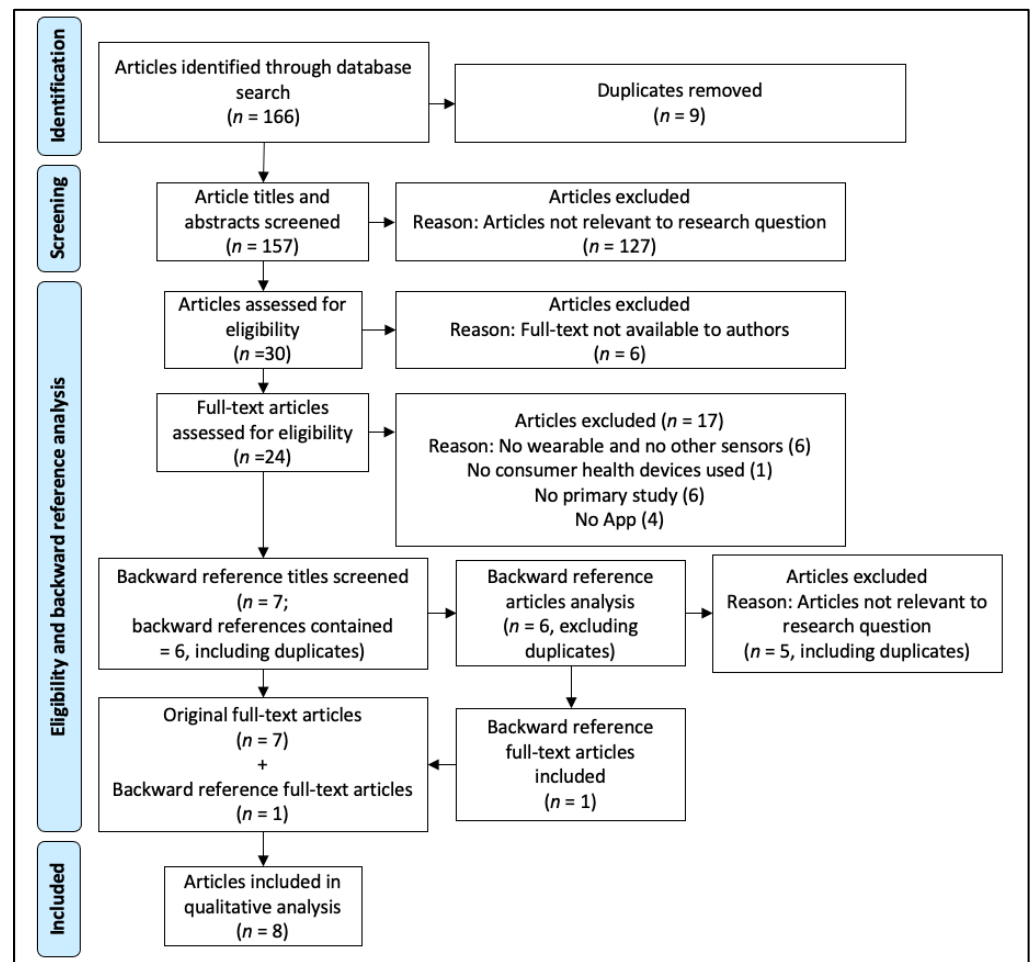 Identification
Articles identified through database
search
(n = 166)
Duplicates removed
(n = 9)
Screening
Article titles and
abstracts screened
(n = 157)
Articles excluded
Reason: Articles not relevant to research question
(n = 127)
Eligibility and backward reference analysis
Articles assessed for
eligibility
(n =30)
Articles excluded
Reason: Full-text not available to authors
(n = 6)
Full-text articles
assessed for eligibility
(n =24)
Articles excluded (n = 17)
Reason: No wearable and no other sensors (6)
No consumer health devices used (1)
No primary study (6)
No App (4)
Backward reference titles screened
(n = 7;
backward references contained
= 6, including duplicates)
Backward reference
articles analysis
(n = 6, excluding
duplicates)
Articles excluded
Reason: Articles not relevant to
research question
(n = 5, including duplicates)
Original full-text articles
(n = 7)
+
Backward reference full-text articles
(n = 1)
Backward reference
full-text articles
included
(n = 1)
Included
Articles included in
qualitative analysis
(n = 8)